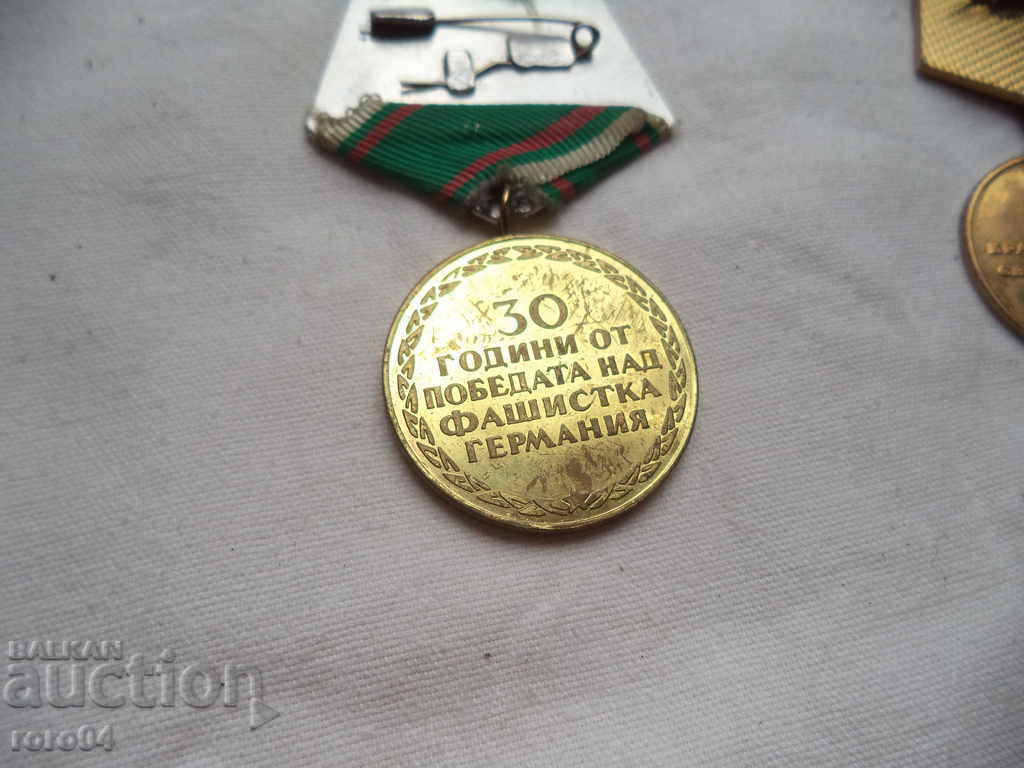 30
ГОДИНИ ОТ
ПОБЕДАТА НАД
ФАШИСТКА
ГЕРМАНИЯ
BALKAN
auction
roro04